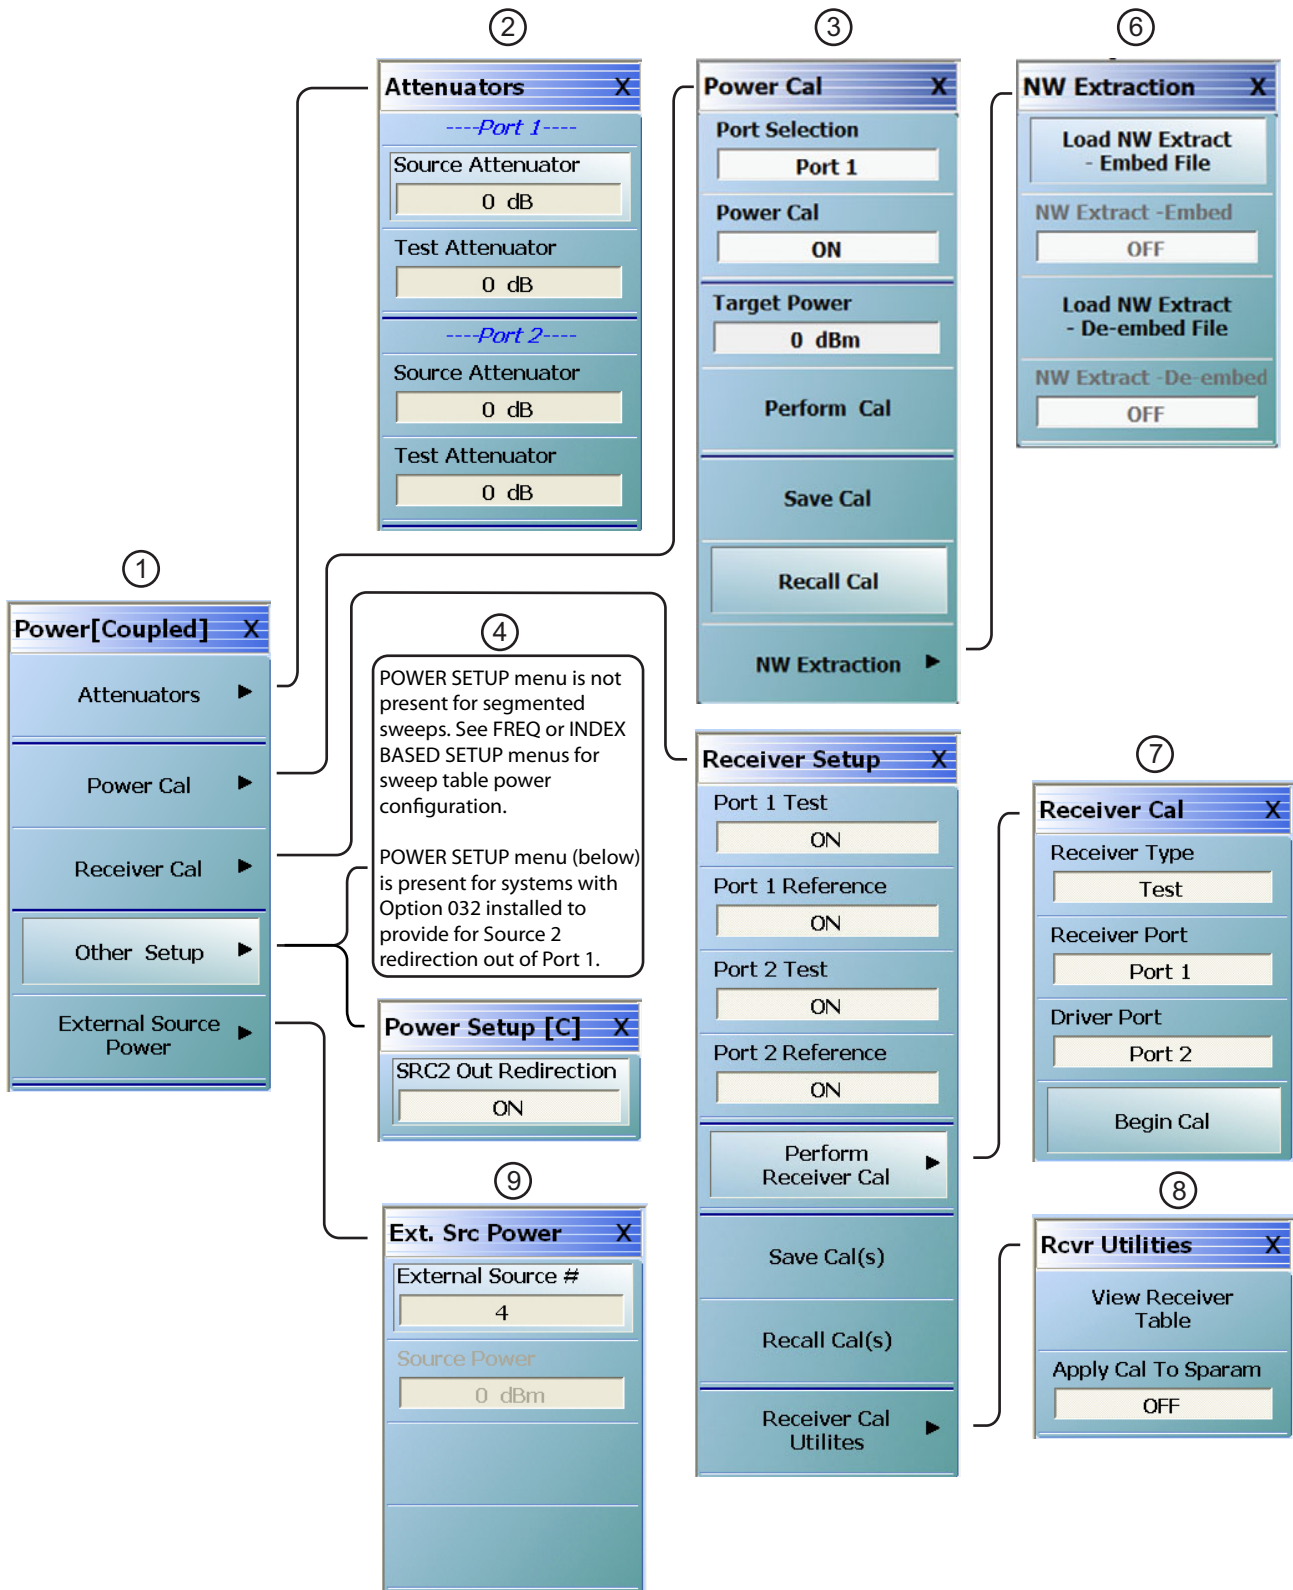 1
Power[Coupled] X
Attenuators
Power Cal
Receiver Cal
Other Setup
External Source
Power
2
Attenuators X
----Port 1----
Source Attenuator
0 dB
Test Attenuator
0 dB
----Port 2----
Source Attenuator
0 dB
Test Attenuator
0 dB
3
Power Cal X
Port Selection
Port 1
Power Cal
ON
Target Power
0 dBm
Perform Cal
Save Cal
Recall Cal
NW Extraction
6
NW Extraction X
Load NW Extract
- Embed File
NW Extract -Embed
OFF
Load NW Extract
- De-embed File
NW Extract -De-embed
OFF
4
POWER SETUP menu is not
present for segmented
sweeps. See FREQ or INDEX
BASED SETUP menus for
sweep table power
configuration.
POWER SETUP menu (below)
is present for systems with
Option 032 installed to
provide for Source 2
redirection out of Port 1.
Power Setup [C] X
SRC2 Out Redirection
ON
Receiver Setup X
Port 1 Test
ON
Port 1 Reference
ON
Port 2 Test
ON
Port 2 Reference
ON
Perform
Receiver Cal
Save Cal(s)
Recall Cal(s)
Receiver Cal
Utilites
7
Receiver Cal X
Receiver Type
Test
Receiver Port
Port 1
Driver Port
Port 2
Begin Cal
8
Rcvr Utilities X
View Receiver
Table
Apply Cal To Sparam
OFF
9
Ext. Src Power X
External Source #
4
Source Power
0 dBm